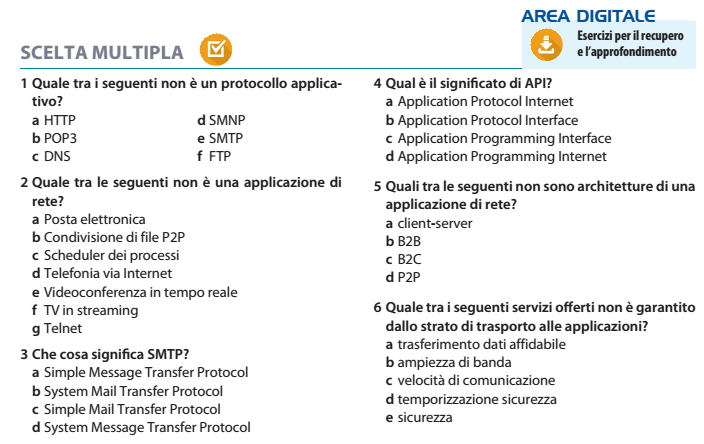 AREA DIGITALE
Esercizi per il recupero
e l'approfondimento
SCELTA MULTIPLA
1 Quale tra i seguenti non è un protocollo applica-
tivo?
a HTTP
b POP3
c DNS
d SMNP
e SMTP
f FTP
2 Quale tra le seguenti non è una applicazione di
rete?
a Posta elettronica
b Condivisione di file P2P
c Scheduler dei processi
d Telefonia via Internet
e Videoconferenza in tempo reale
f TV in streaming
g Telnet
3 Che cosa significa SMTP?
a Simple Message Transfer Protocol
b System Mail Transfer Protocol
c Simple Mail Transfer Protocol
d System Message Transfer Protocol
4 Qual è il significato di API?
a Application Protocol Internet
b Application Protocol Interface
c Application Programming Interface
d Application Programming Internet
5 Quali tra le seguenti non sono architetture di una
applicazione di rete?
a client-server
b B2B
c B2C
d P2P
6 Quale tra i seguenti servizi offerti non è garantito
dallo strato di trasporto alle applicazioni?
a trasferimento dati affidabile
b ampiezza di banda
c velocità di comunicazione
d temporizzazione sicurezza
e sicurezza